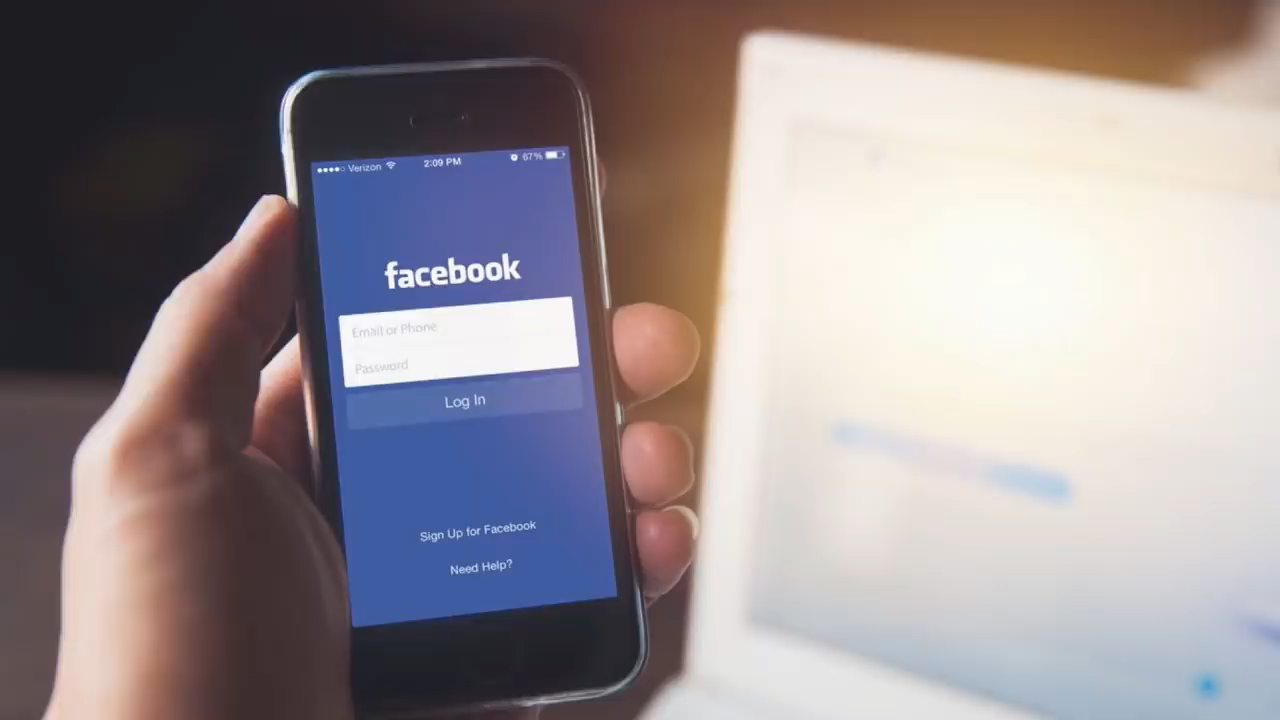 Verizon 2:09 PM 67%
facebook
Email or Phone
Password
Log In
Sign Up for Facebook
Need Help?